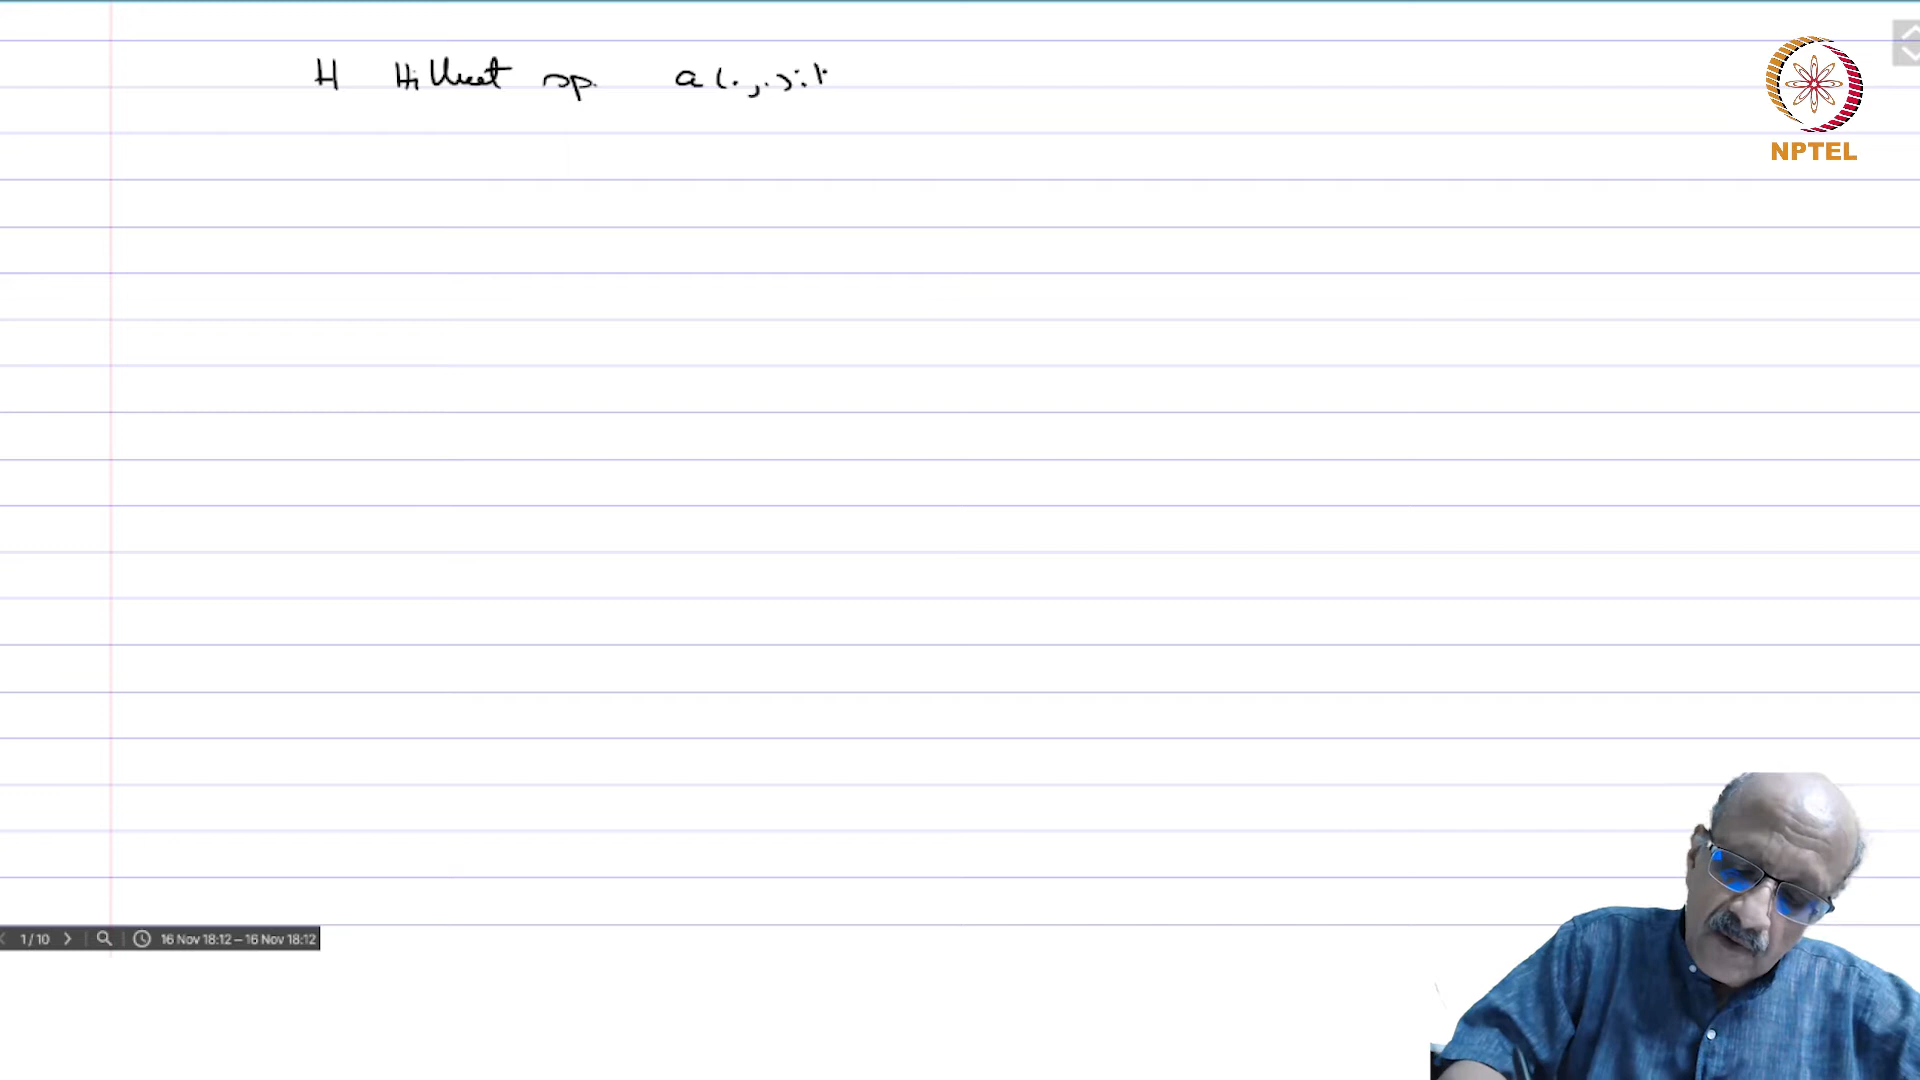 H Hilbert sp. a(.,.):H
NPTEL
1/10 16 Nov 18:12 – 16 Nov 18:12